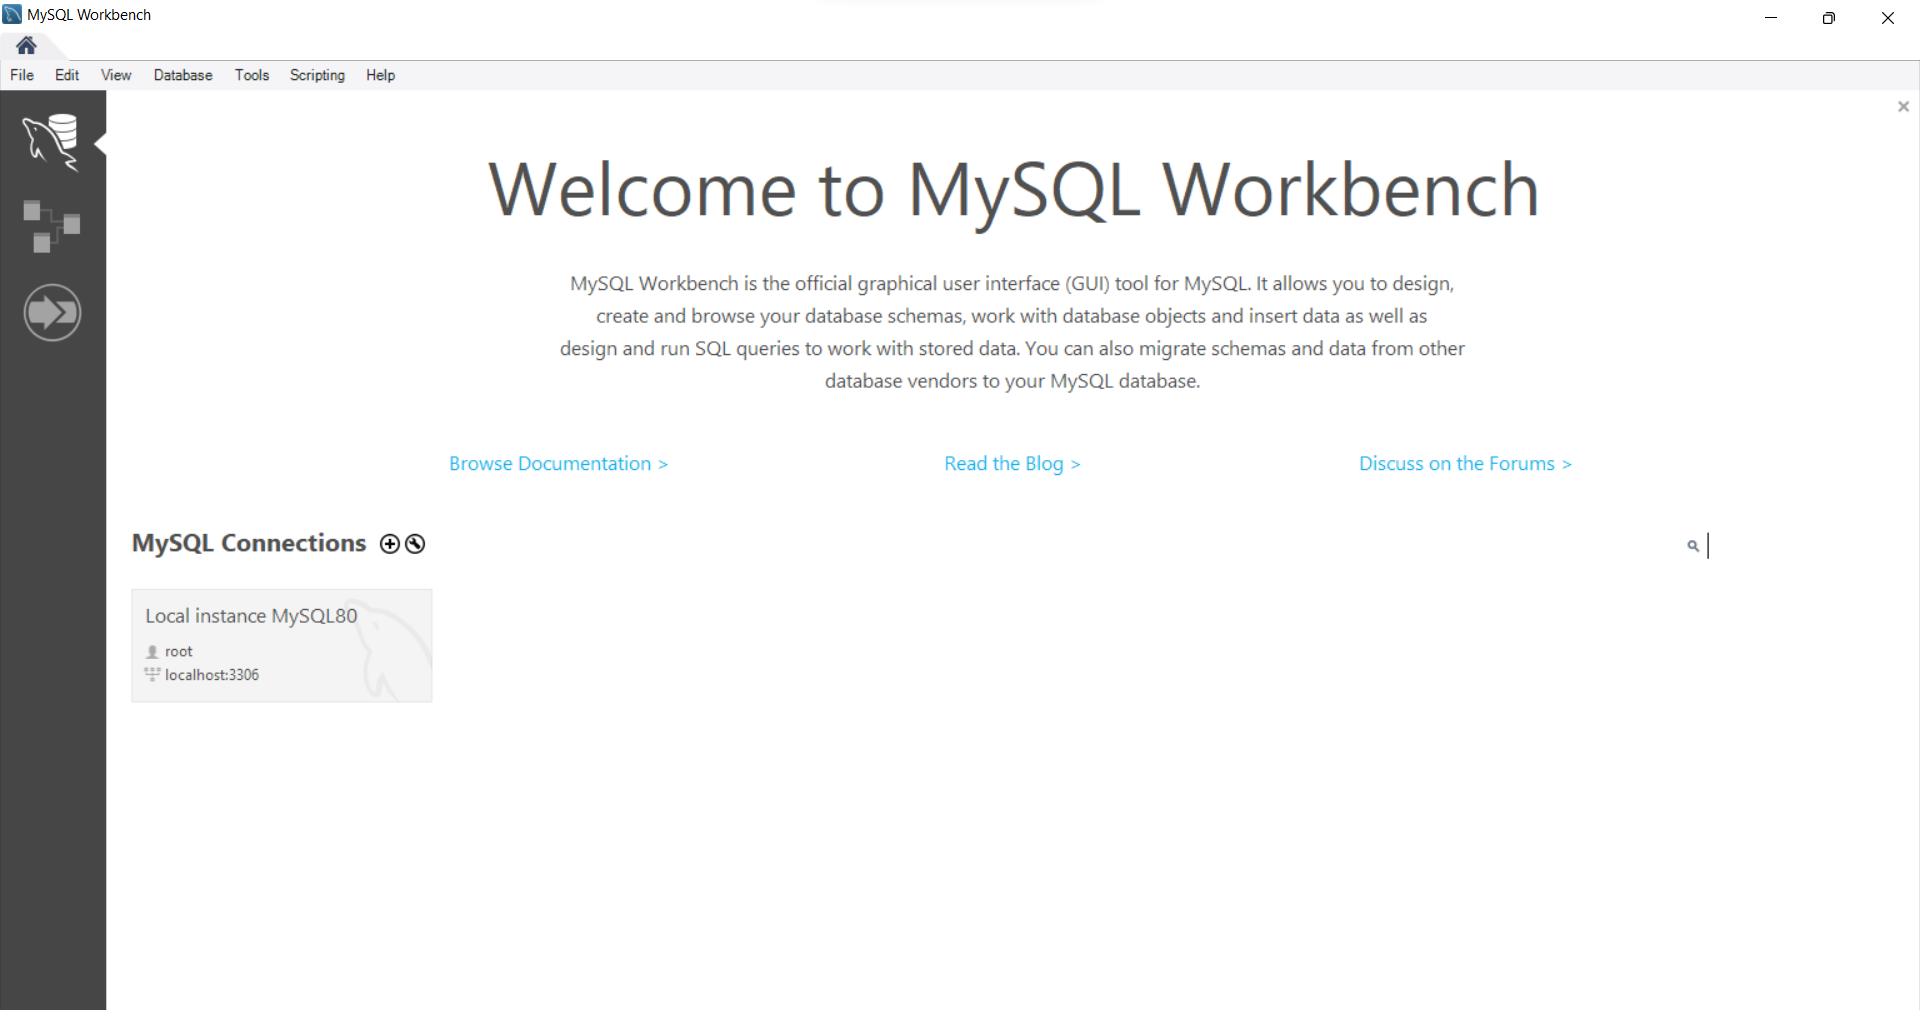 MySQL Workbench
File Edit View Database Tools Scripting Help
Welcome to MySQL Workbench
MySQL Workbench is the official graphical user interface (GUI) tool for MySQL. It allows you to design,
create and browse your database schemas, work with database objects and insert data as well as
design and run SQL queries to work with stored data. You can also migrate schemas and data from other
database vendors to your MySQL database.
Browse Documentation > Read the Blog > Discuss on the Forums >
MySQL Connections
Local instance MySQL80
root
localhost:3306